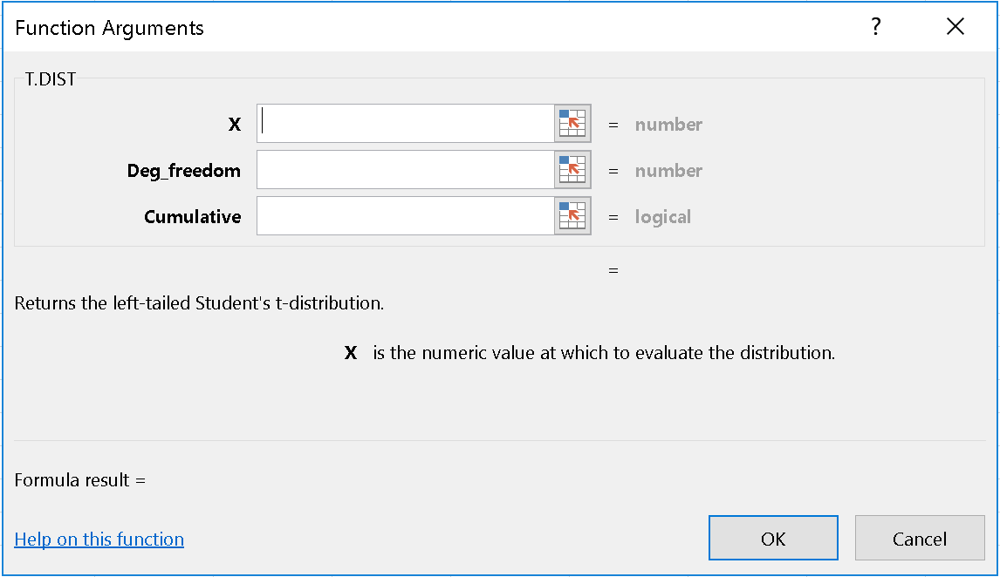 Function Arguments ?
T.DIST
X = number
Deg_freedom = number
Cumulative = logical
=
Returns the left-tailed Student's t-distribution.
X is the numeric value at which to evaluate the distribution.
Formula result =
Help on this function OK Cancel